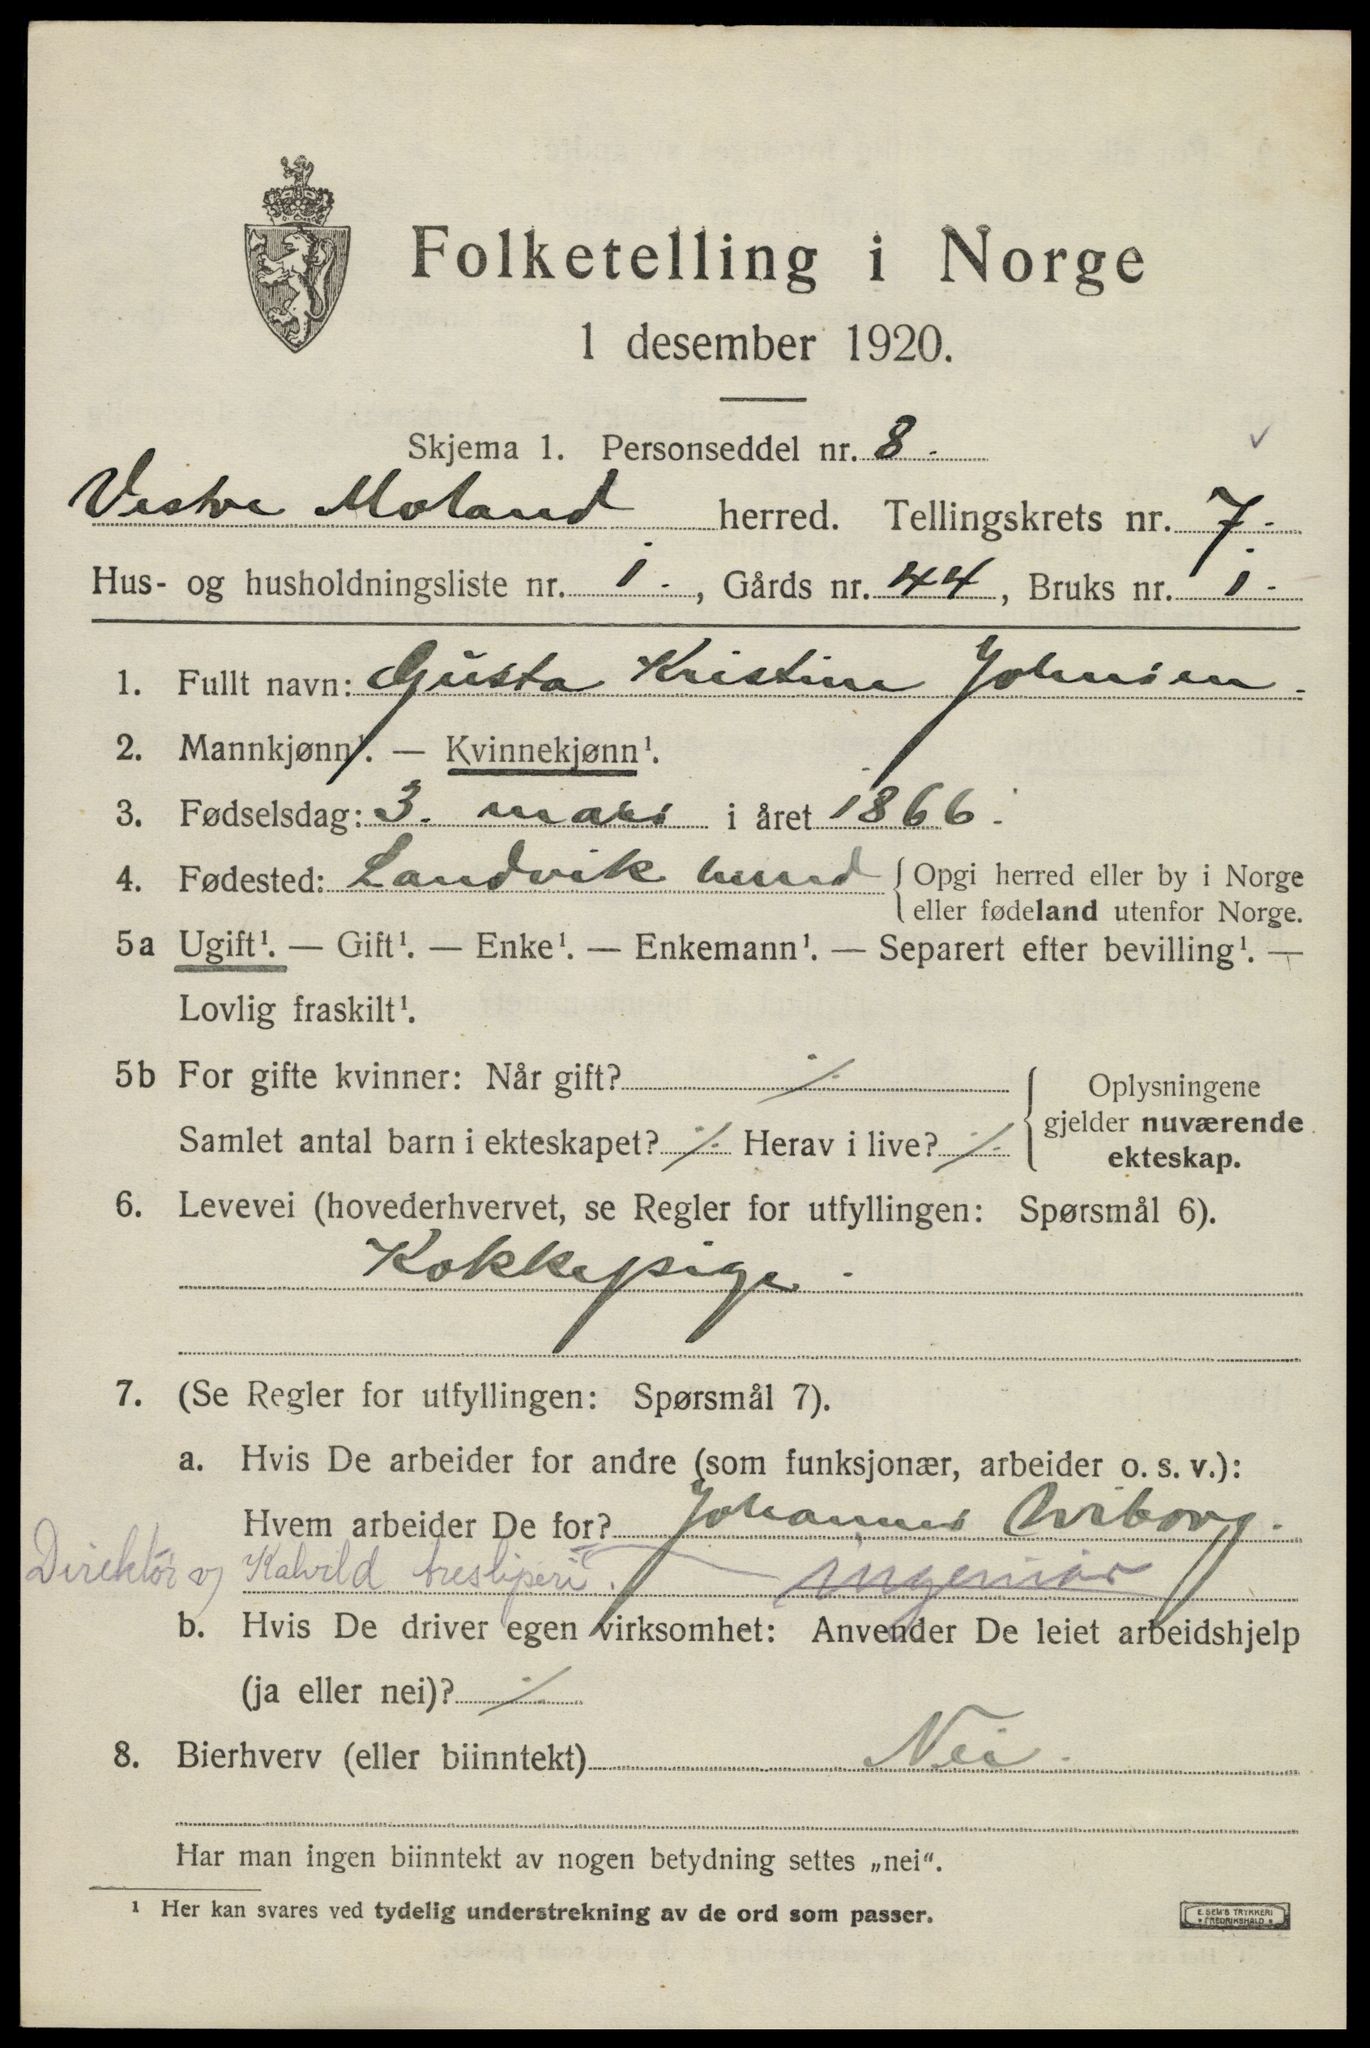 Folketelling i Norge
1 desember 1920.
Skjema 1. Personseddel nr. 8.
Vestre Moland herred. Tellingskrets nr. 7.
Hus- og husholdningsliste nr. 1., Gårds nr. 44, Bruks nr. 1.
1. Fullt navn: Gusta Kristine Johnsen.
2. Mannkjønn¹. — Kvinnekjønn¹.
3. Fødselsdag: 3. mars i året 1866.
4. Fødested: Landvik herred { Opgi herred eller by i Norge
eller fødeland utenfor Norge.
5a Ugift¹. — Gift¹. — Enke¹. — Enkemann¹. — Separert efter bevilling¹. —
Lovlig fraskilt¹.
5b For gifte kvinner: Når gift? ./.
Samlet antal barn i ekteskapet? ./. Herav i live? ./.
{ Oplysningene
gjelder nuværende
ekteskap.
6. Levevei (hovederhvervet, se Regler for utfyllingen: Spørsmål 6).
Kokkepige.
7. (Se Regler for utfyllingen: Spørsmål 7).
a. Hvis De arbeider for andre (som funksjonær, arbeider o. s. v.):
Hvem arbeider De for? Johannes Wiborg.
Direktør v/ tresliperi. ingeniør
b. Hvis De driver egen virksomhet: Anvender De leiet arbeidshjelp
(ja eller nei)? ./.
8. Bierhverv (eller biinntekt) Nei.
Har man ingen biinntekt av nogen betydning settes „nei“.
¹ Her kan svares ved tydelig understrekning av de ord som passer.
E. SEM'S TRYKKERI
* FREDRIKSHALD *